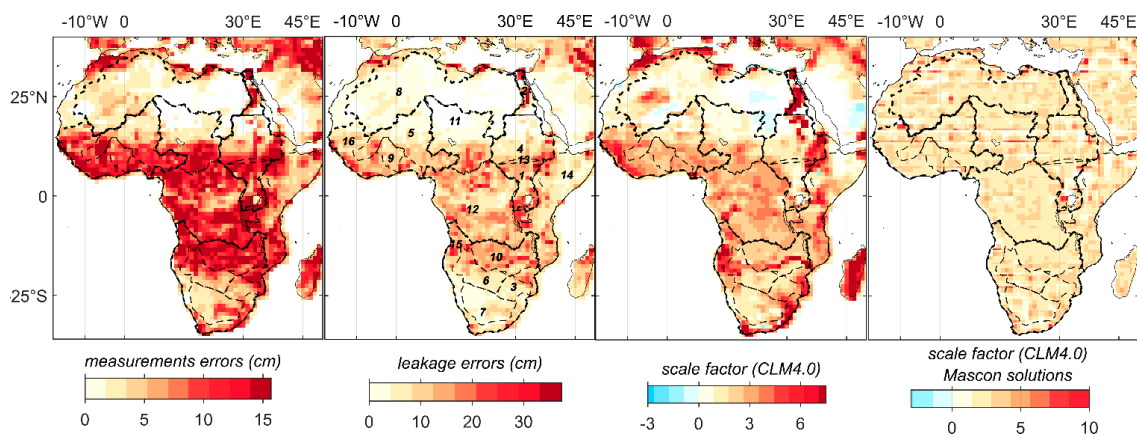 10°W 0 30°E 45°E
10°W 0 30°E 45°E
10°W 0 30°E 45°E
10°W 0 30°E 45°E
25°N
0
25°S
8
2
11
5
16
9
4
13
1
14
12
15
10
6
3
7
measurements errors (cm)
0 5 10 15
leakage errors (cm)
0 10 20 30
scale factor (CLM4.0)
-3 0 3 6
scale factor (CLM4.0)
Mascon solutions
0 5 10